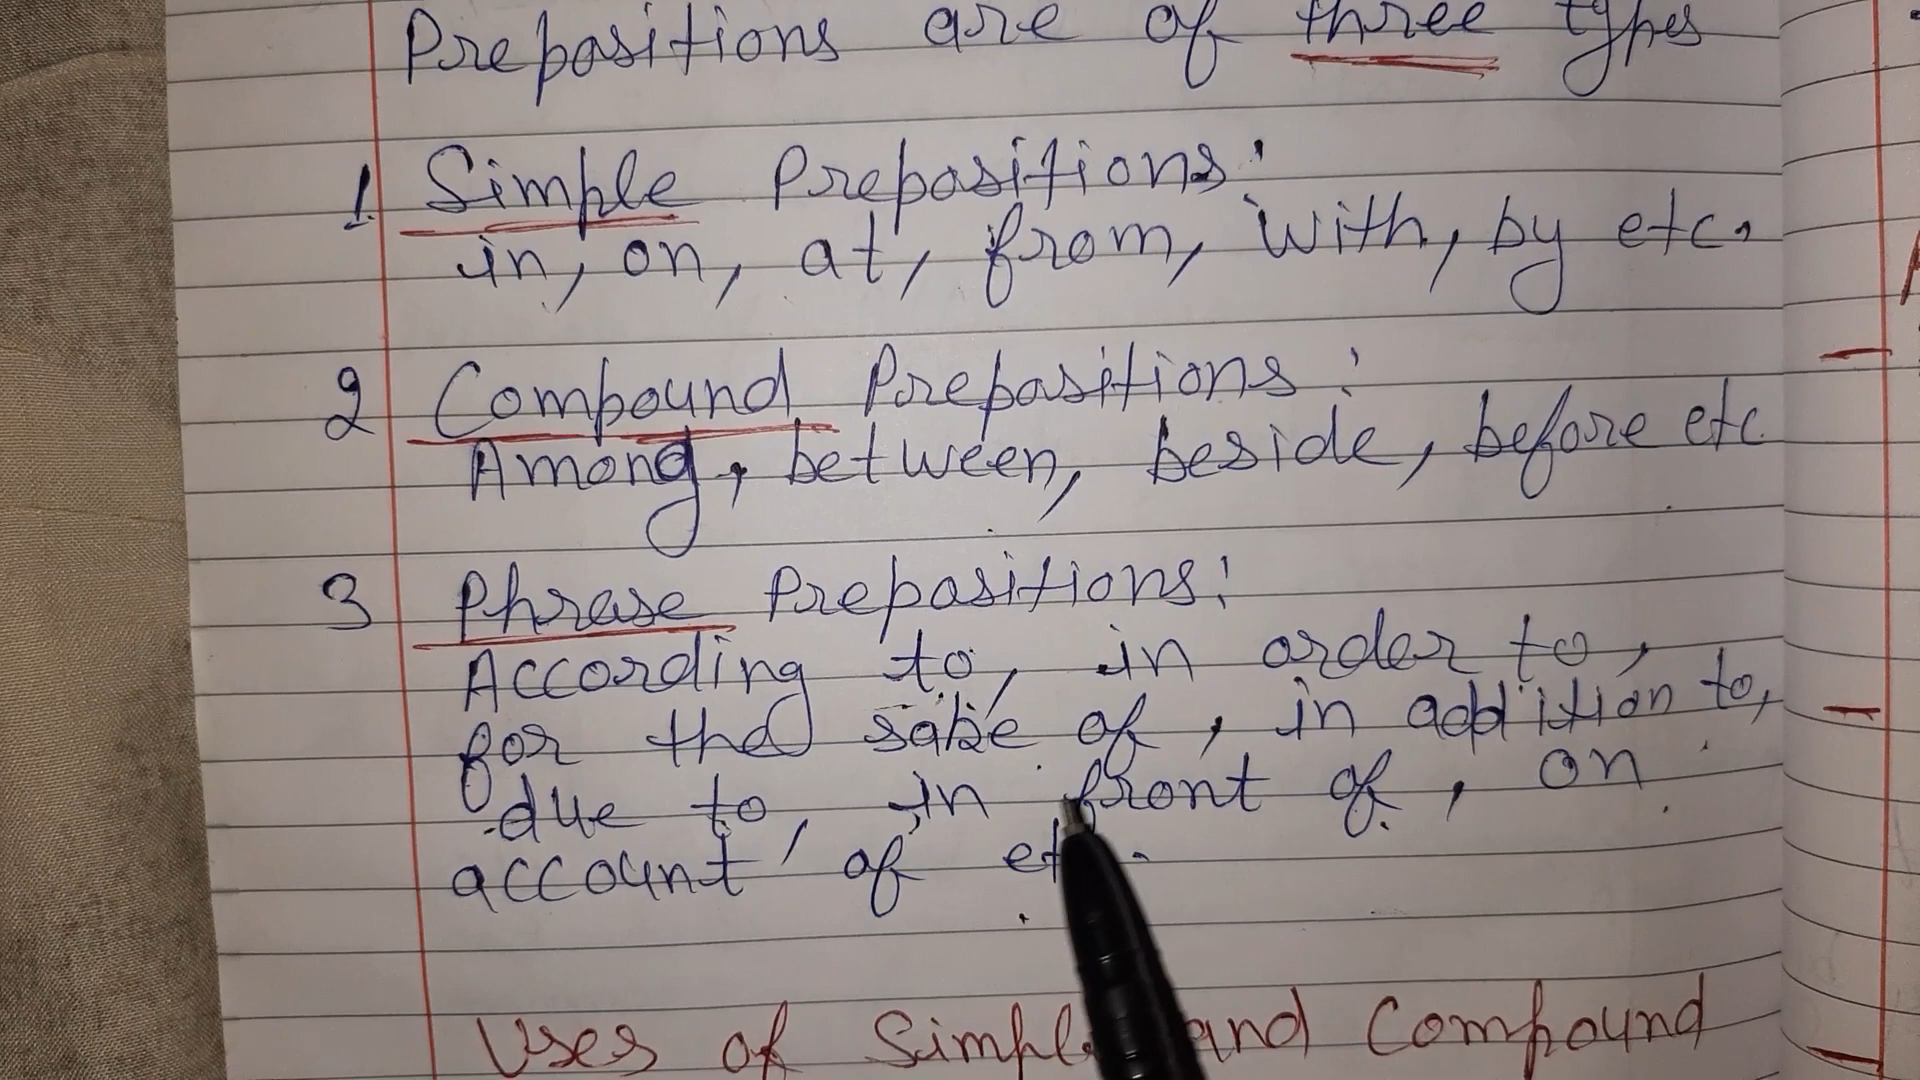 Prepositions are of three types
1. Simple Prepositions:
in, on, at, from, with, by etc.
2 Compound Prepositions:
Among, between, beside, before etc
3 Phrase Prepositions:
According to, in order to,
for the sake of, in addition to,
due to, in front of, on
account of
Uses of Simple and Compound